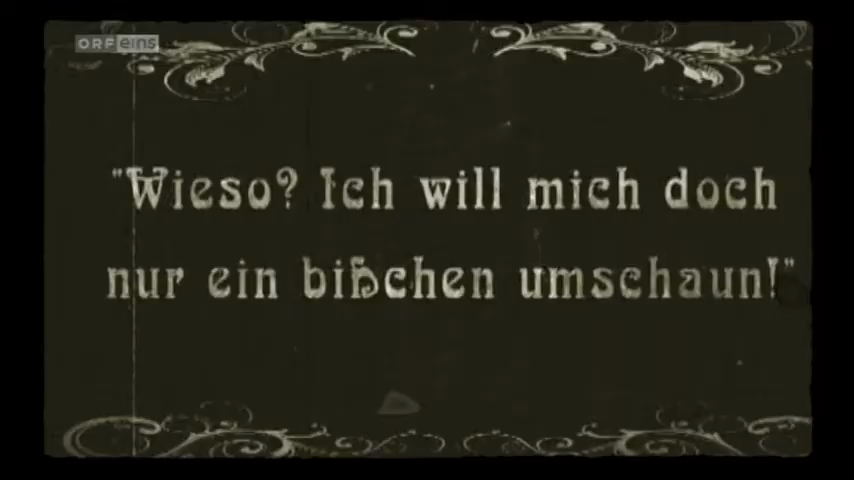 ORF eins
"Wieso? Ich will mich doch
nur ein bißchen umschaun!"